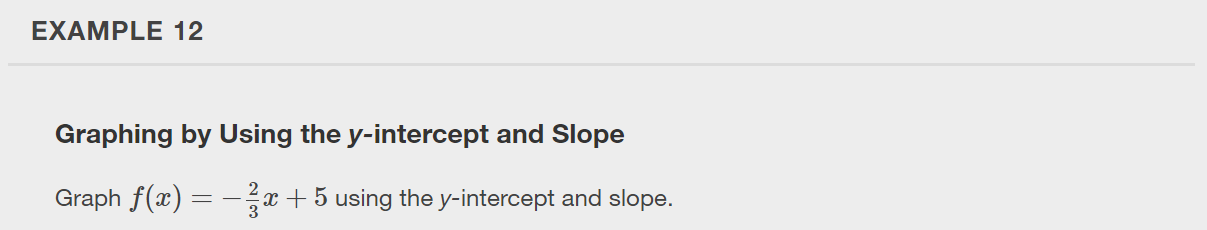 EXAMPLE 12
Graphing by Using the y-intercept and Slope
Graph f(x) = −2/3x + 5 using the y-intercept and slope.